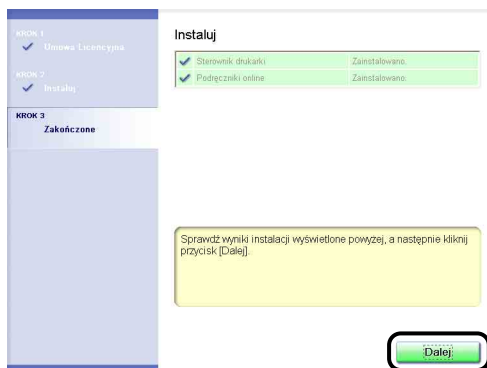 KROK 1
Umowa Licencyjna
KROK 2
Instaluj
KROK 3
Zakończone
Instaluj
Sterownik drukarki Zainstalowano.
Podręczniki online Zainstalowano.
Sprawdź wyniki instalacji wyświetlone powyżej, a następnie kliknij
przycisk [Dalej].
Dalej